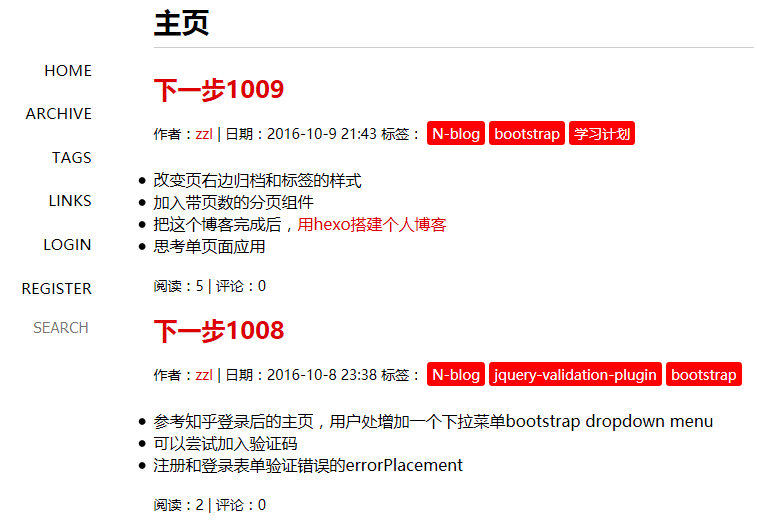 主页
HOME
ARCHIVE
TAGS
LINKS
LOGIN
REGISTER
SEARCH
下一步1009
作者：zzl | 日期：2016-10-9 21:43 标签： N-blog bootstrap 学习计划
改变页右边归档和标签的样式
加入带页数的分页组件
把这个博客完成后，用hexo搭建个人博客
思考单页面应用
阅读：5 | 评论：0
下一步1008
作者：zzl | 日期：2016-10-8 23:38 标签： N-blog jquery-validation-plugin bootstrap
参考知乎登录后的主页，用户处增加一个下拉菜单bootstrap dropdown menu
可以尝试加入验证码
注册和登录表单验证错误的errorPlacement
阅读：2 | 评论：0